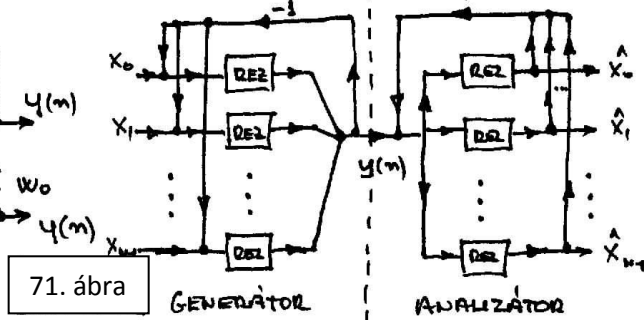 -1
X₀ REZ REZ X̂₀
y(n) X₁ REZ REZ ... X̂₁
y(n)
W₀
y(n) REZ REZ X̂N-1
71. ábra
GENERÁTOR ANALIZÁTOR